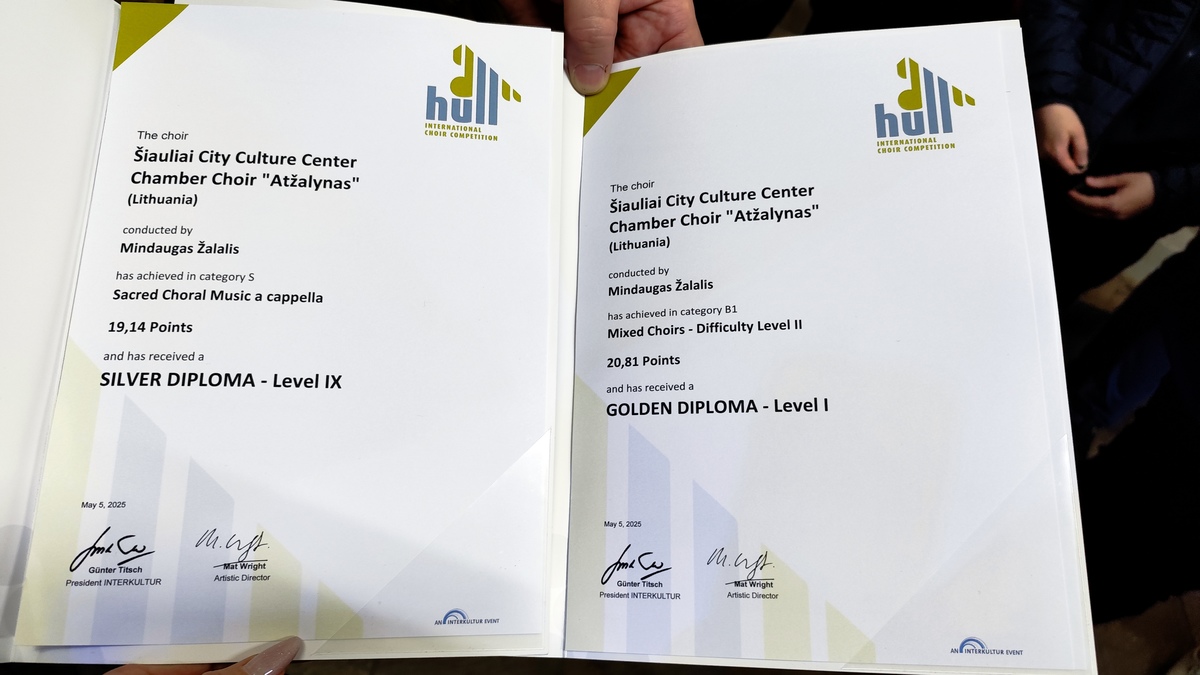 hull
INTERNATIONAL
CHOIR COMPETITION
The choir
Šiauliai City Culture Center
Chamber Choir "Atžalynas"
(Lithuania)
conducted by
Mindaugas Žalalis
has achieved in category S
Sacred Choral Music a cappella
19,14 Points
and has received a
SILVER DIPLOMA - Level IX
May 5, 2025
Günter Titsch
President INTERKULTUR
Mat Wright
Artistic Director
AN INTERKULTUR EVENT
hull
INTERNATIONAL
CHOIR COMPETITION
The choir
Šiauliai City Culture Center
Chamber Choir "Atžalynas"
(Lithuania)
conducted by
Mindaugas Žalalis
has achieved in category B1
Mixed Choirs - Difficulty Level II
20,81 Points
and has received a
GOLDEN DIPLOMA - Level I
May 5, 2025
Günter Titsch
President INTERKULTUR
Mat Wright
Artistic Director
AN INTERKULTUR EVENT